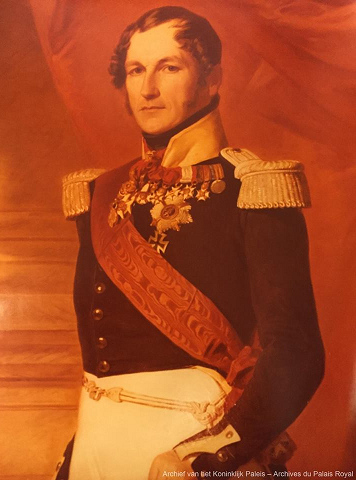 Archief van het Koninklijk Paleis – Archives du Palais Royal